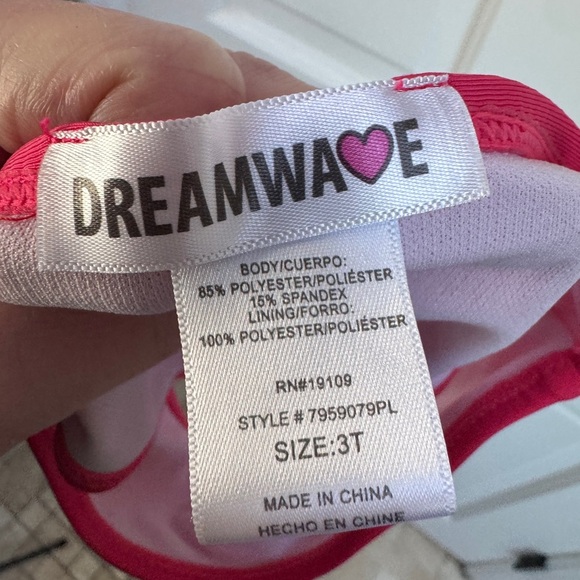 DREAMWAVE
BODY/CUERPO:
85% POLYESTER/POLIÉSTER
15% SPANDEX
LINING/FORRO:
100% POLYESTER/POLIÉSTER
RN#19109
STYLE # 7959079PL
SIZE:3T
MADE IN CHINA
HECHO EN CHINE